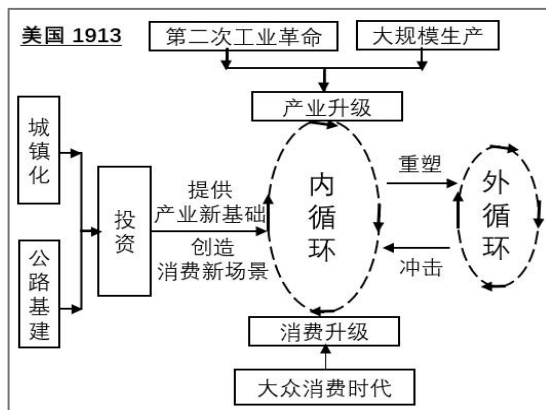 美国 1913
第二次工业革命
大规模生产
产业升级
城镇化
公路基建
投资
提供
产业新基础
创造
消费新场景
内循环
重塑
冲击
外循环
消费升级
大众消费时代